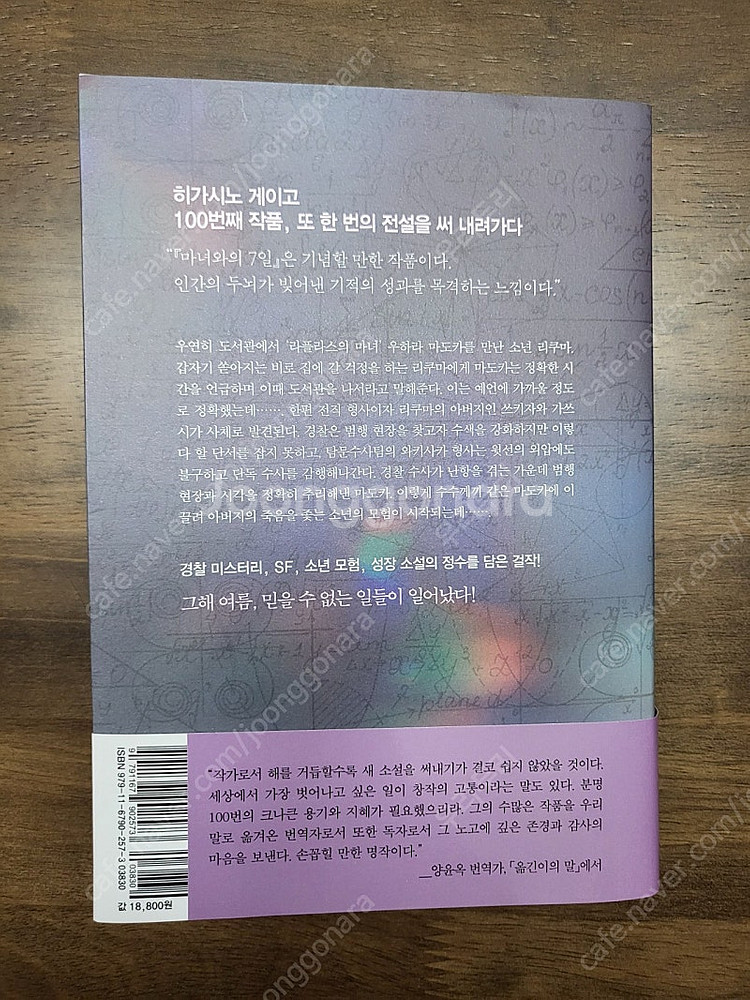 히가시노 게이고
100번째 작품, 또 한 번의 전설을 써 내려가다
“『마녀와의 7일』은 기념할 만한 작품이다.
인간의 두뇌가 빚어낸 기적의 성과를 목격하는 느낌이다.”
우연히 도서관에서 ‘라플라스의 마녀’ 우하라 마도카를 만난 소년 리쿠마.
갑자기 쏟아지는 비로 집에 갈 걱정을 하는 리쿠마에게 마도카는 정확한 시
간을 언급하며 이때 도서관을 나서라고 말해준다. 이는 예언에 가까울 정도
로 정확했는데……. 한편 전직 형사이자 리쿠마의 아버지인 쓰키자와 가쓰
시가 사체로 발견된다. 경찰은 범행 현장을 찾고자 수색을 강화하지만 이렇
다 할 단서를 잡지 못하고, 탐문수사팀의 와키사카 형사는 윗선의 외압에도
불구하고 단독 수사를 감행해나간다. 경찰 수사가 난항을 겪는 가운데 범행
현장과 시각을 정확히 추리해낸 마도카. 이렇게 수수께끼 같은 마도카에 이
끌려 아버지의 죽음을 쫓는 소년의 모험이 시작되는데…….
경찰 미스터리, SF, 소년 모험, 성장 소설의 정수를 담은 걸작!
그해 여름, 믿을 수 없는 일들이 일어났다!
“작가로서 해를 거듭할수록 새 소설을 써내기가 결코 쉽지 않았을 것이다.
세상에서 가장 벗어나고 싶은 일이 창작의 고통이라는 말도 있다. 분명
100번의 크나큰 용기와 지혜가 필요했으리라. 그의 수많은 작품을 우리
말로 옮겨온 번역자로서 또한 독자로서 그 노고에 깊은 존경과 감사의
마음을 보낸다. 손꼽힐 만한 명작이다.”
__양윤옥 번역가, 「옮긴이의 말」에서
ISBN 979-11-6790-257-3 03830
9 791167 902573
03830
값 18,800원
joonggonara
cafe.naver.com/joonggonara